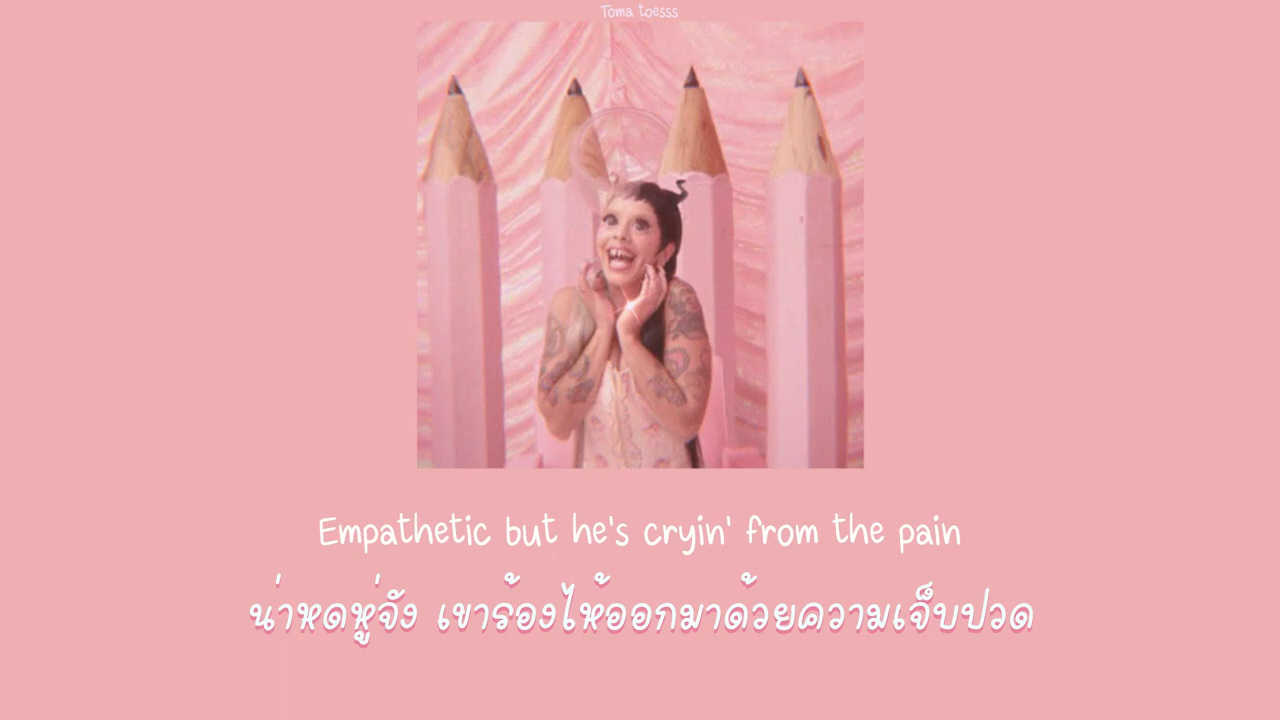 Toma toesss
Empathetic but he's cryin' from the pain
น่าหดหู่จัง เขาร้องไห้ออกมาด้วยความเจ็บปวด